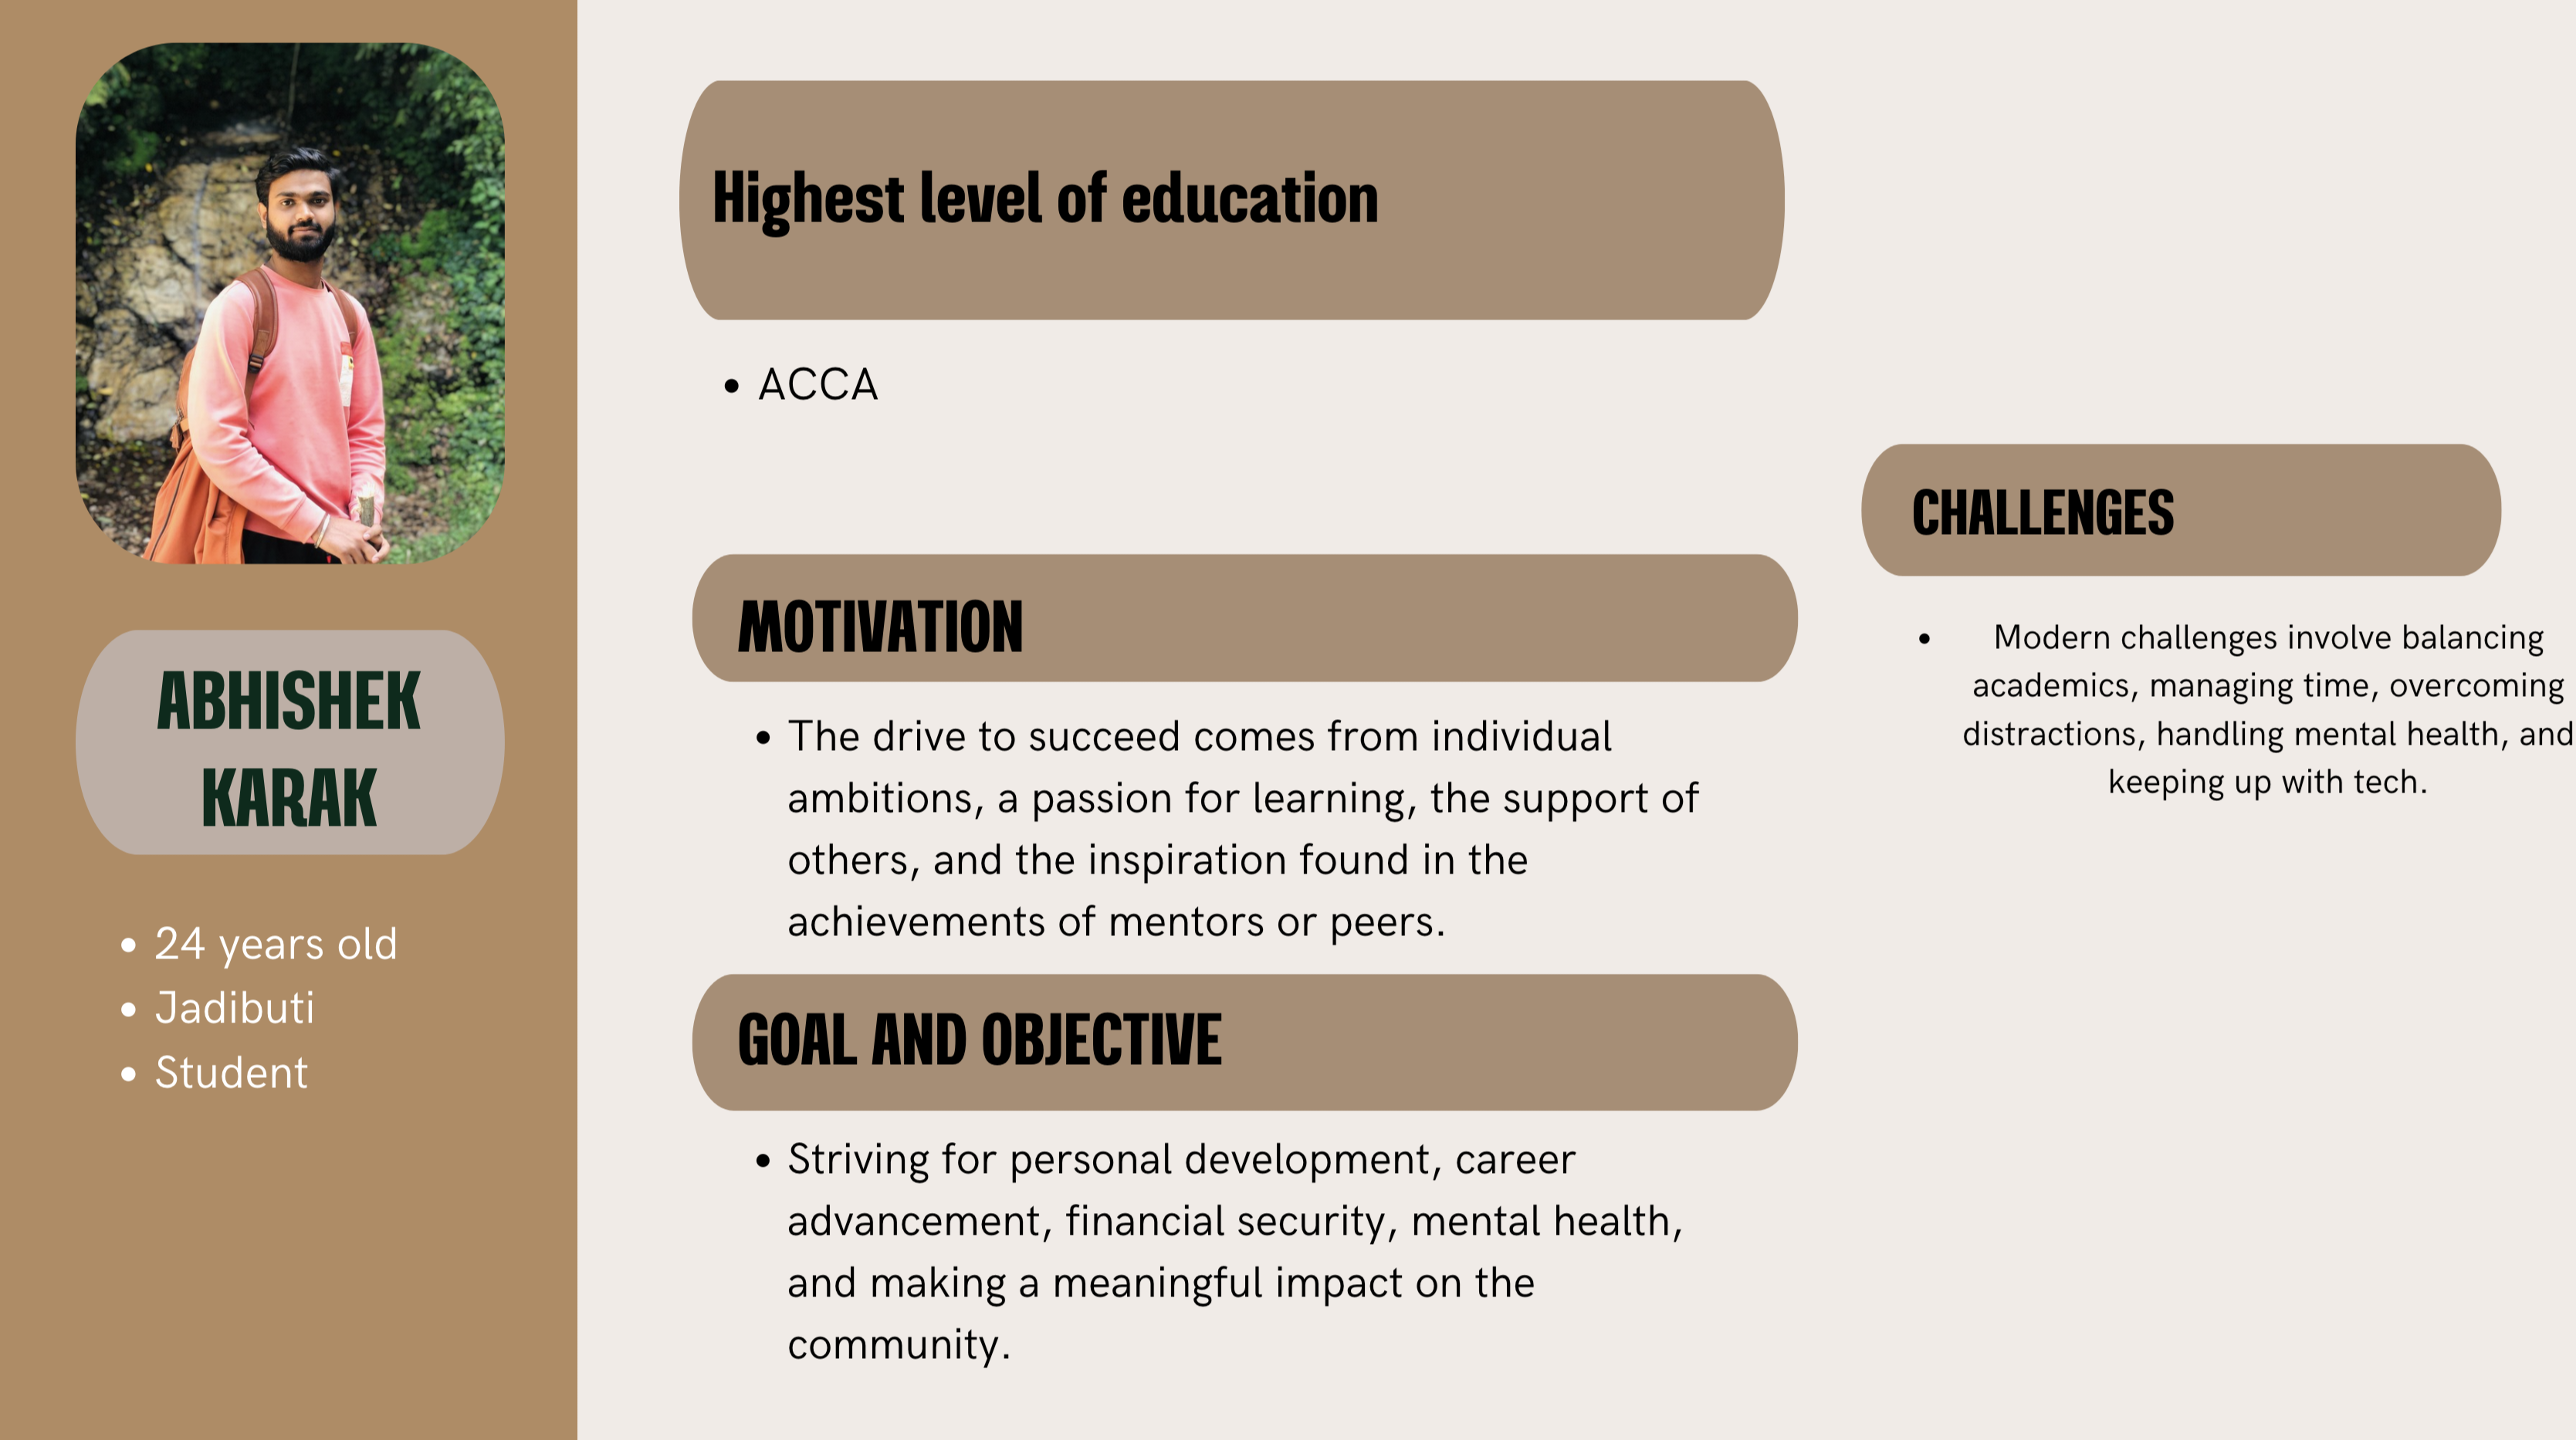 ABHISHEK
KARAK
• 24 years old
• Jadibuti
• Student
Highest level of education
• ACCA
MOTIVATION
• The drive to succeed comes from individual
ambitions, a passion for learning, the support of
others, and the inspiration found in the
achievements of mentors or peers.
GOAL AND OBJECTIVE
• Striving for personal development, career
advancement, financial security, mental health,
and making a meaningful impact on the
community.
CHALLENGES
• Modern challenges involve balancing
academics, managing time, overcoming
distractions, handling mental health, and
keeping up with tech.